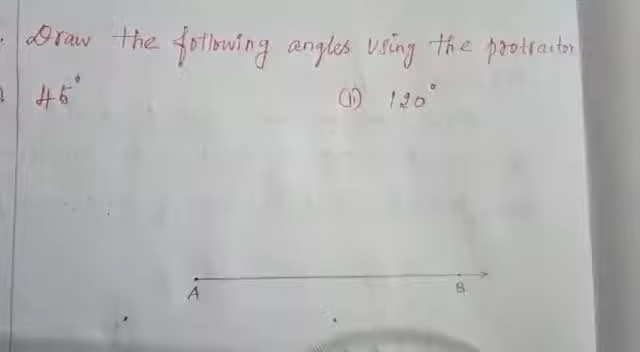 Draw the following angles using the protractor
45° (ii) 120°
A B